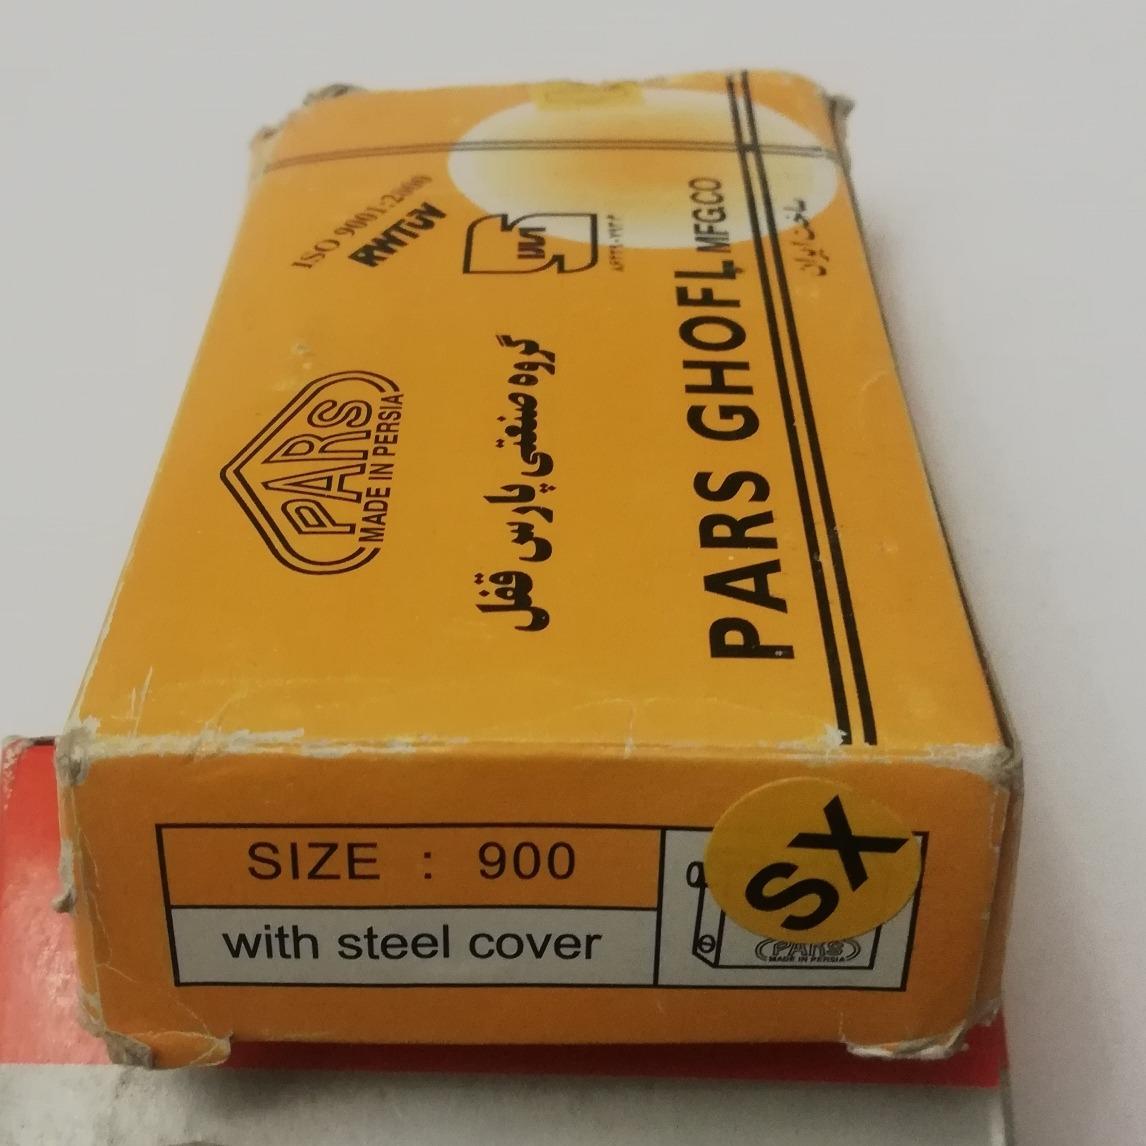 ISO 9001:2000
RWTÜV
PARS
MADE IN PERSIA
گروه صنعتی پارس قفل
PARS GHOFL MFG.CO
ساخت ایران
SIZE : 900
with steel cover
SX
PARS
MADE IN PERSIA